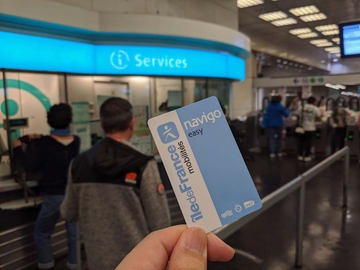 i Services
navigo
easy
îledeFrance
mobilités